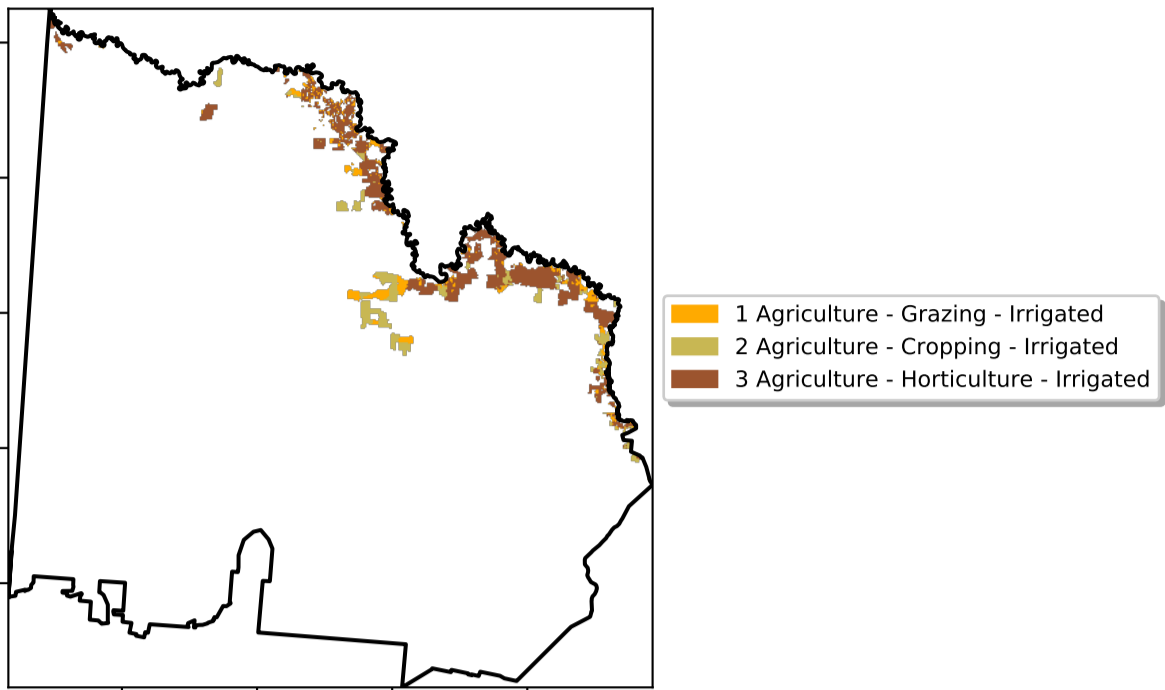 1 Agriculture - Grazing - Irrigated
2 Agriculture - Cropping - Irrigated
3 Agriculture - Horticulture - Irrigated